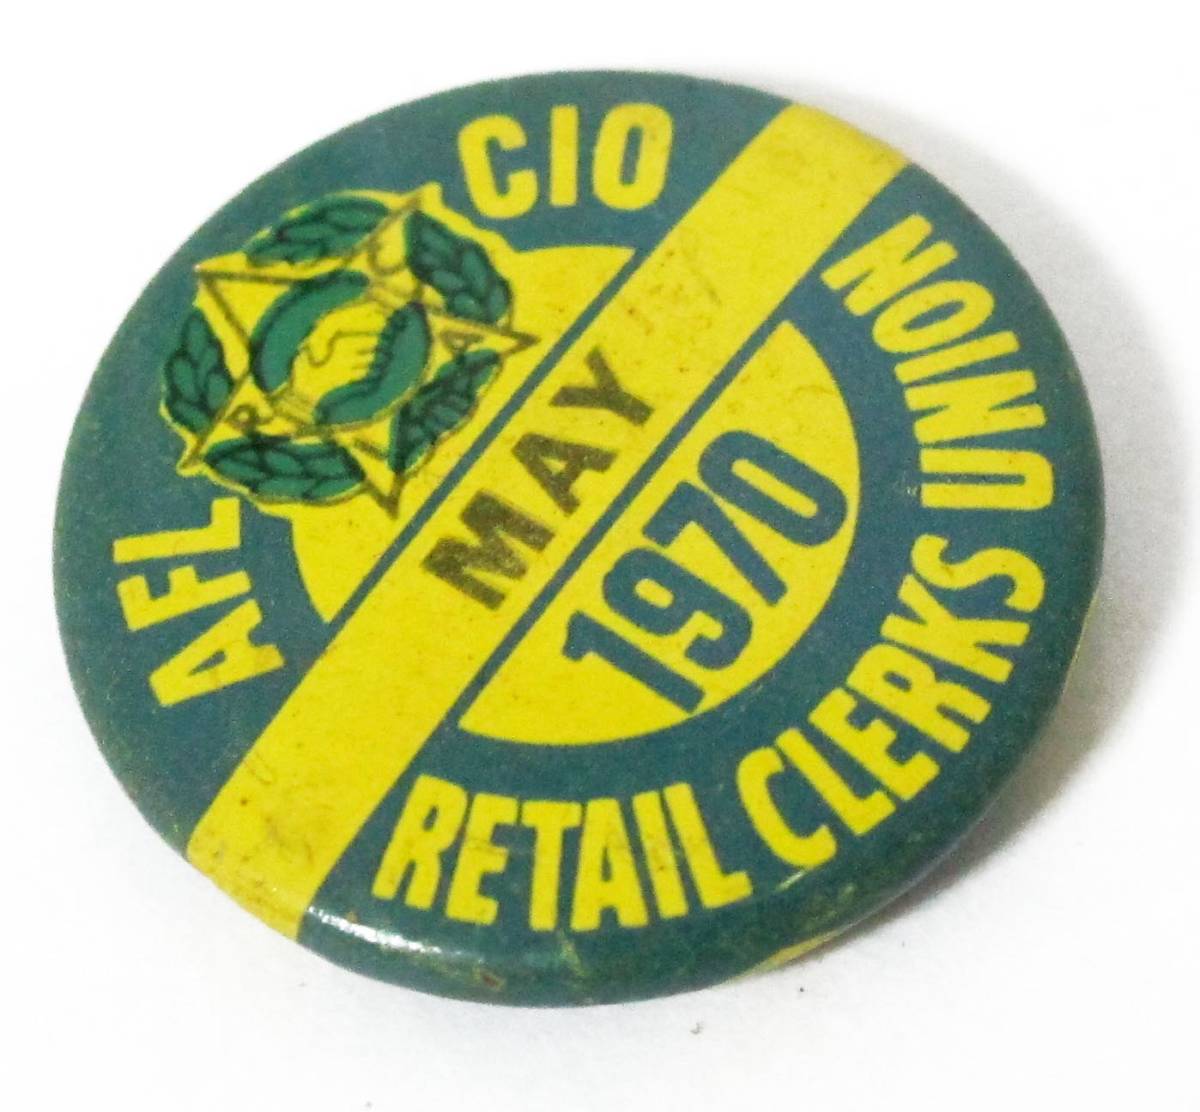 AFL CIO
R I C A
MAY
1970
RETAIL CLERKS UNION